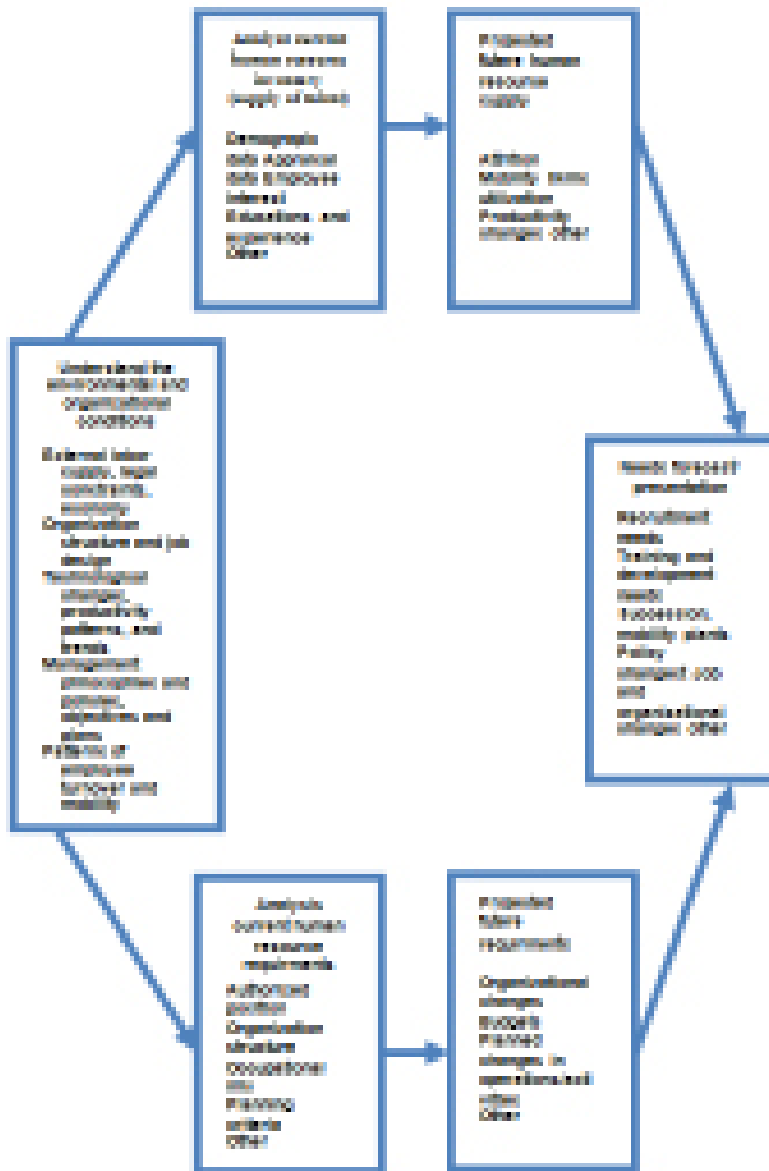 Analysis current
human resource
inventory
(supply of talent)
Demographic
data Appraisal
data Employee
interest
Educations, and
experience
Other
Projected
future human
resource
supply
Attrition
Mobility Skills
utilization
Productivity
changes Other
Understand the
environmental and
organizational
conditions
External labor
supply, legal
constraints,
economy
Organization
structure and job
design
Technological
changes,
productivity
patterns, and
trends
Management
philosophies and
policies,
objectives and
plans
Patterns of
employee
turnover and
mobility
Needs forecast
presentation
Recruitment
needs
Training and
development
needs
Succession,
mobility plans
Policy
changes Job
and
organizational
changes Other
Analysis
current human
resource
requirements
Authorized
position
Organization
structure
Occupational
mix
Planning
criteria
Other
Projected
future
requirments
Organizational
changes
Budgets
Planned
changes in
Other